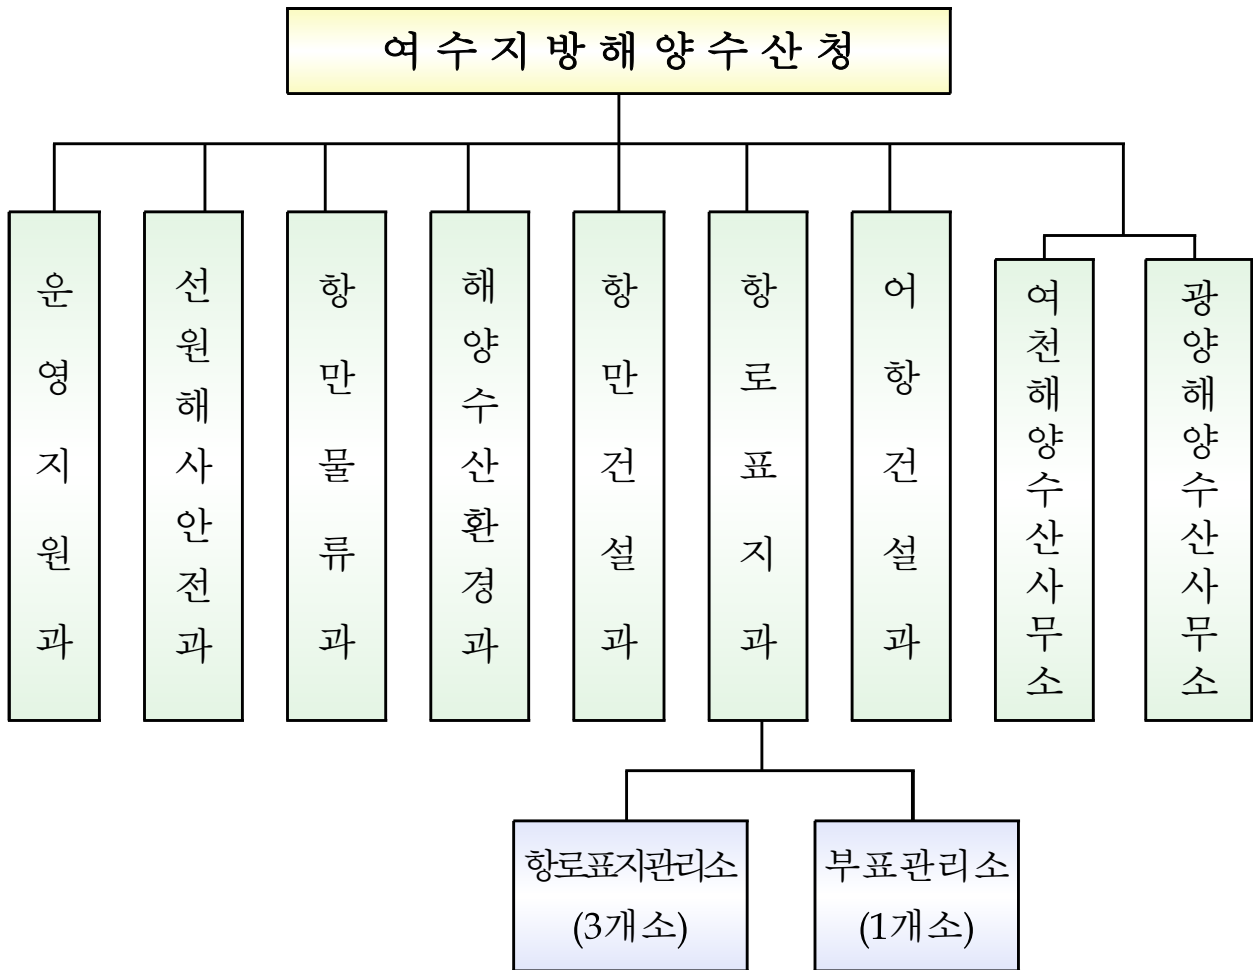 여수지방해양수산청
운영지원과
선원해사안전과
항만물류과
해양수산환경과
항만건설과
항로표지과
어항건설과
여천해양수산사무소
광양해양수산사무소
항로표지관리소
(3개소)
부표관리소
(1개소)